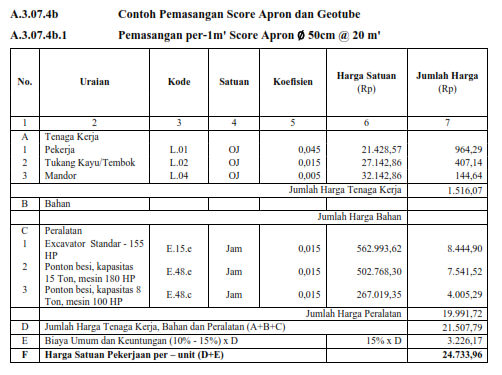 A.3.07.4b Contoh Pemasangan Score Apron dan Geotube
A.3.07.4b.1 Pemasangan per-1m' Score Apron Ø 50cm @ 20 m'
No. Uraian Kode Satuan Koefisien Harga Satuan (Rp) Jumlah Harga (Rp)
1 2 3 4 5 6 7
A Tenaga Kerja
1 Pekerja L.01 OJ 0,045 21.428,57 964,29
2 Tukang Kayu/Tembok L.02 OJ 0,015 27.142,86 407,14
3 Mandor L.04 OJ 0,005 32.142,86 144,64
Jumlah Harga Tenaga Kerja 1.516,07
B Bahan
Jumlah Harga Bahan
C Peralatan
1 Excavator Standar - 155 HP E.15.e Jam 0,015 562.993,62 8.444,90
2 Ponton besi, kapasitas 15 Ton, mesin 180 HP E.48.e Jam 0,015 502.768,30 7.541,52
3 Ponton besi, kapasitas 8 Ton, mesin 100 HP E.48.c Jam 0,015 267.019,35 4.005,29
Jumlah Harga Peralatan 19.991,72
D Jumlah Harga Tenaga Kerja, Bahan dan Peralatan (A+B+C) 21.507,79
E Biaya Umum dan Keuntungan (10% - 15%) x D 15% x D 3.226,17
F Harga Satuan Pekerjaan per – unit (D+E) 24.733,96